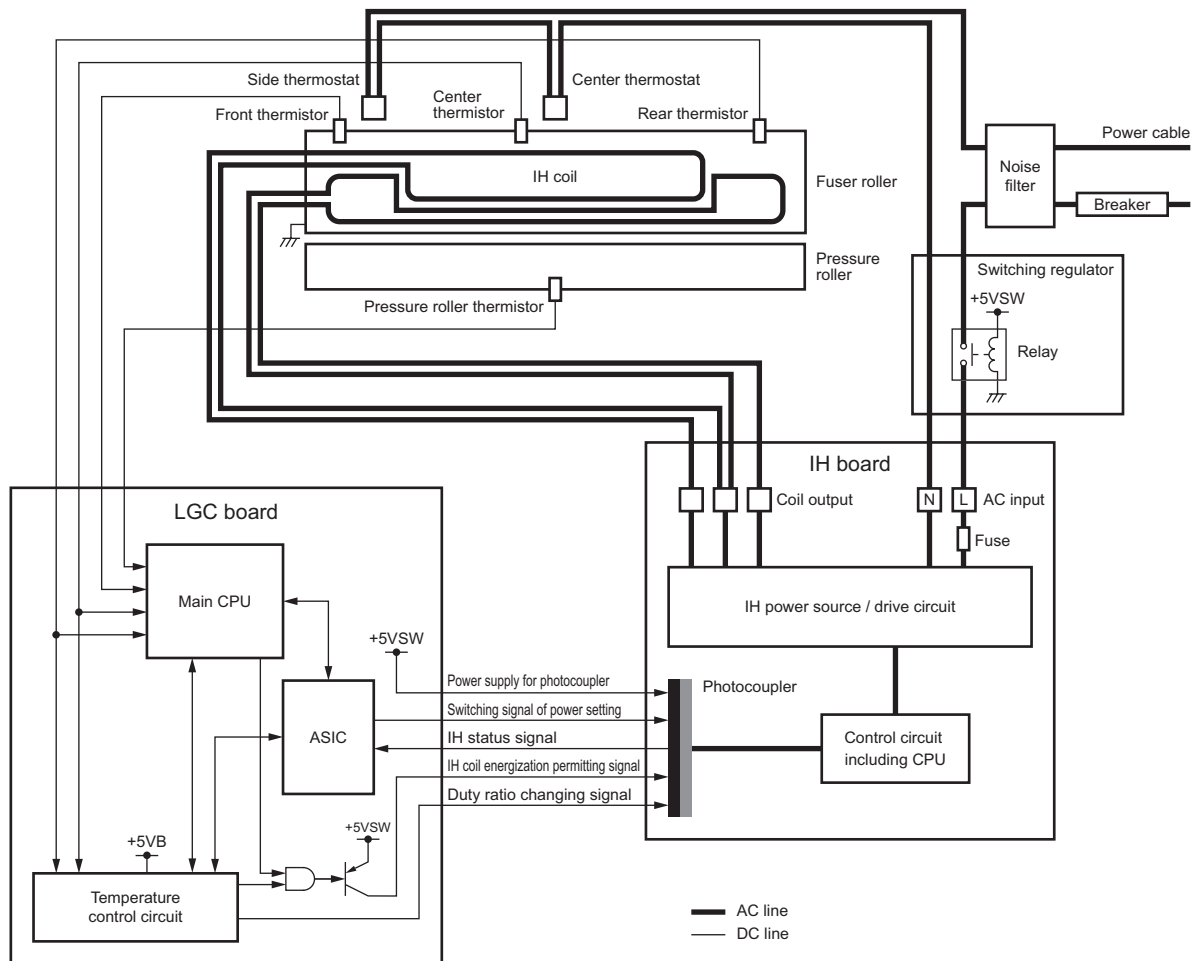 Side thermostat
Center thermostat
Center
thermistor
Front thermistor
Rear thermistor
Power cable
Noise
filter
IH coil
Fuser roller
Breaker
Pressure
roller
Switching regulator
Pressure roller thermistor
+5VSW
Relay
IH board
LGC board
Coil output
N
L
AC input
Fuse
Main CPU
IH power source / drive circuit
+5VSW
Power supply for photocoupler
Photocoupler
Switching signal of power setting
ASIC
IH status signal
Control circuit
including CPU
IH coil energization permitting signal
Duty ratio changing signal
+5VB
+5VSW
Temperature
control circuit
AC line
DC line